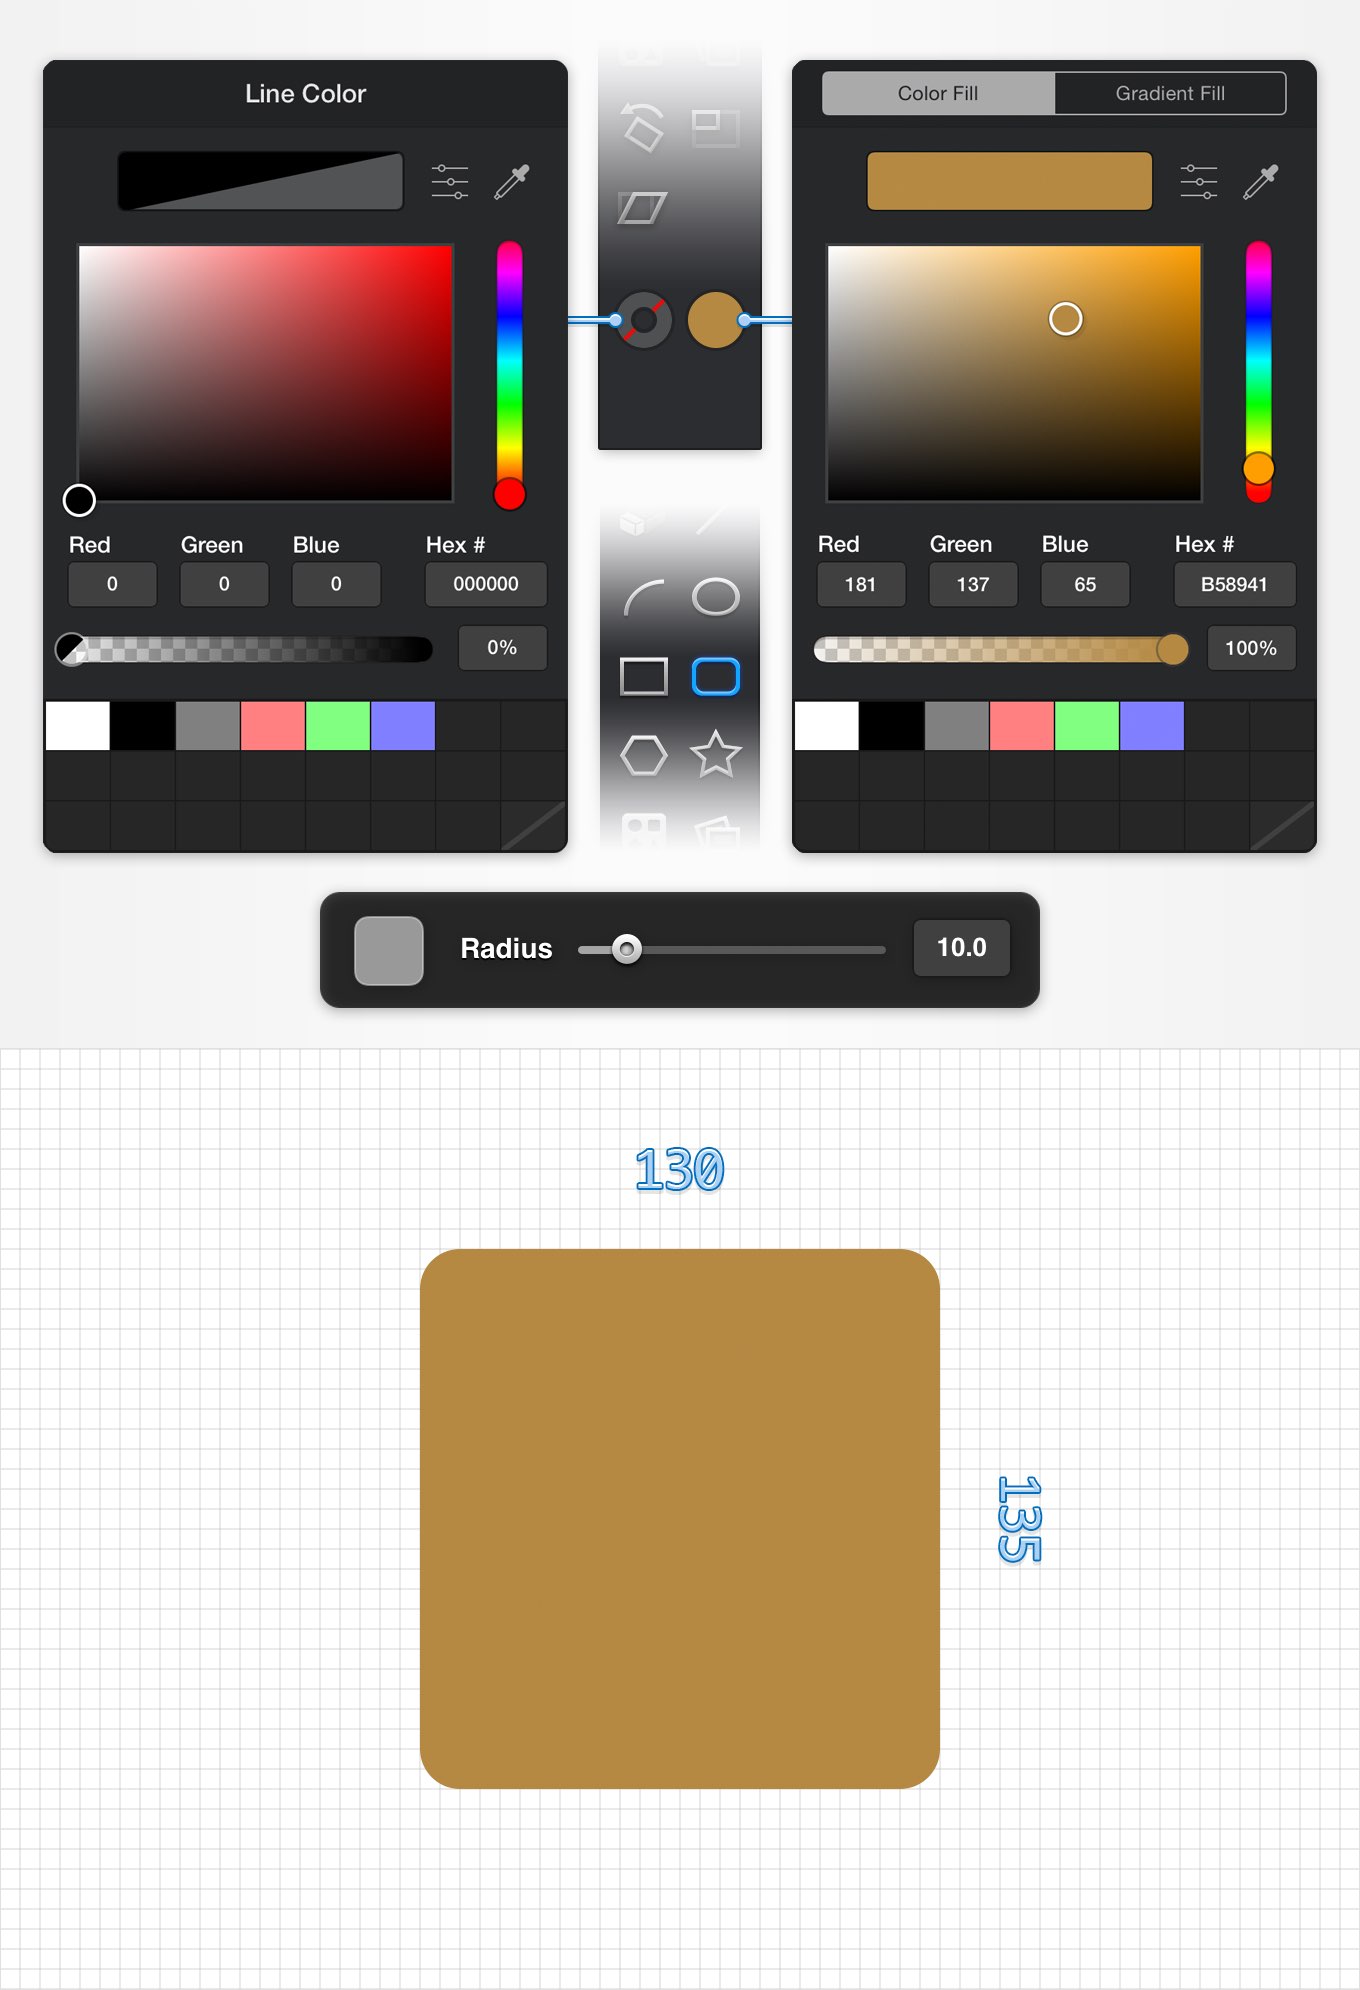 Line Color
Red Green Blue Hex #
0 0 0 000000
0%
Color Fill Gradient Fill
Red Green Blue Hex #
181 137 65 B58941
100%
Radius 10.0
130
135